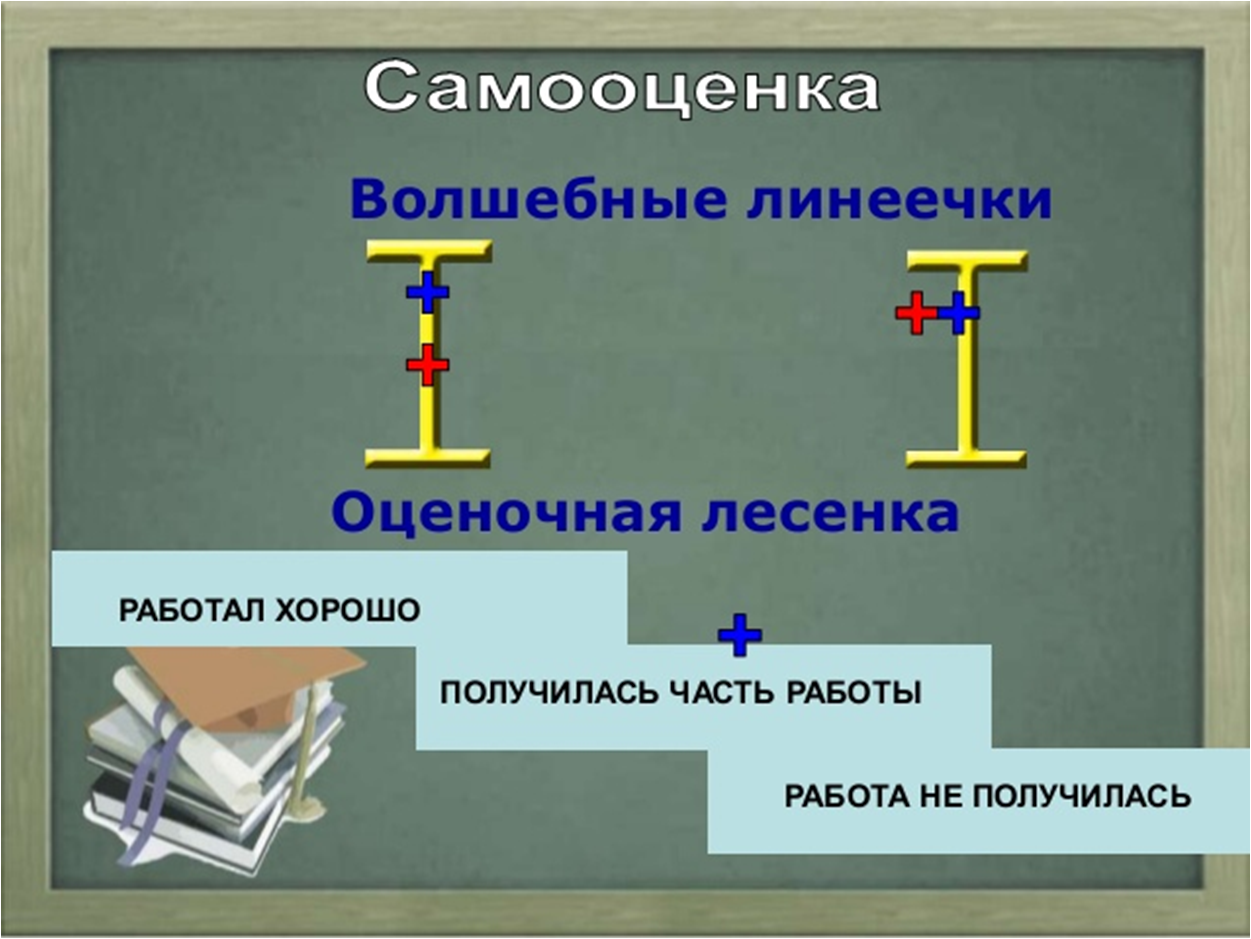 Самооценка
Волшебные линеечки
Оценочная лесенка
РАБОТАЛ ХОРОШО
ПОЛУЧИЛАСЬ ЧАСТЬ РАБОТЫ
РАБОТА НЕ ПОЛУЧИЛАСЬ